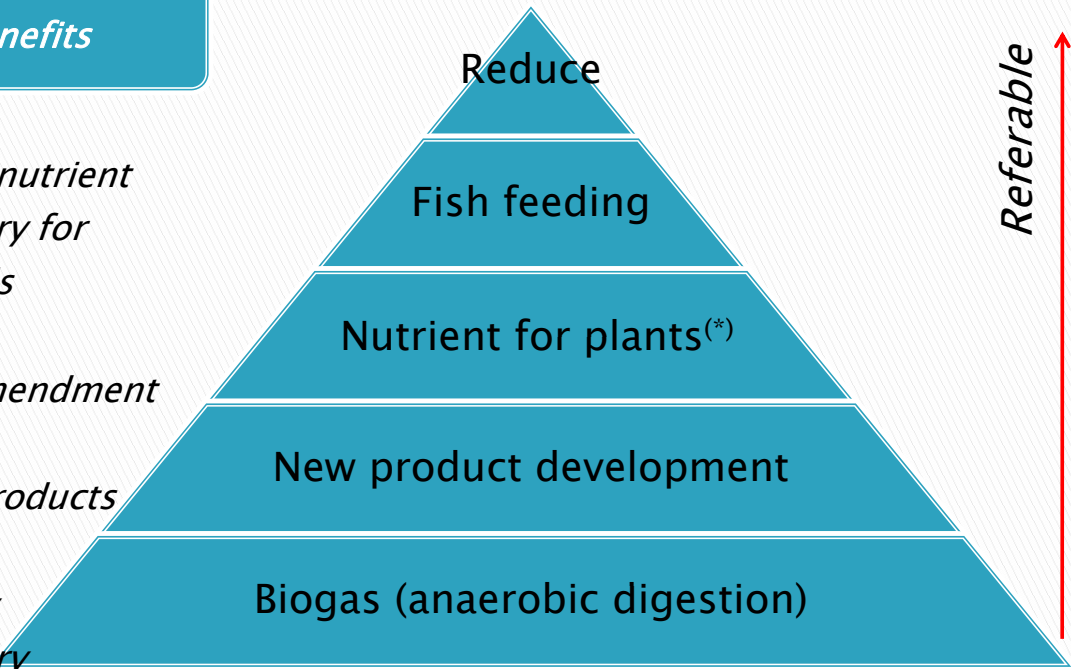 nefits
nutrient
ry for
s
nendment
roducts
ry
Reduce
Fish feeding
Nutrient for plants(*)
New product development
Biogas (anaerobic digestion)
Referable